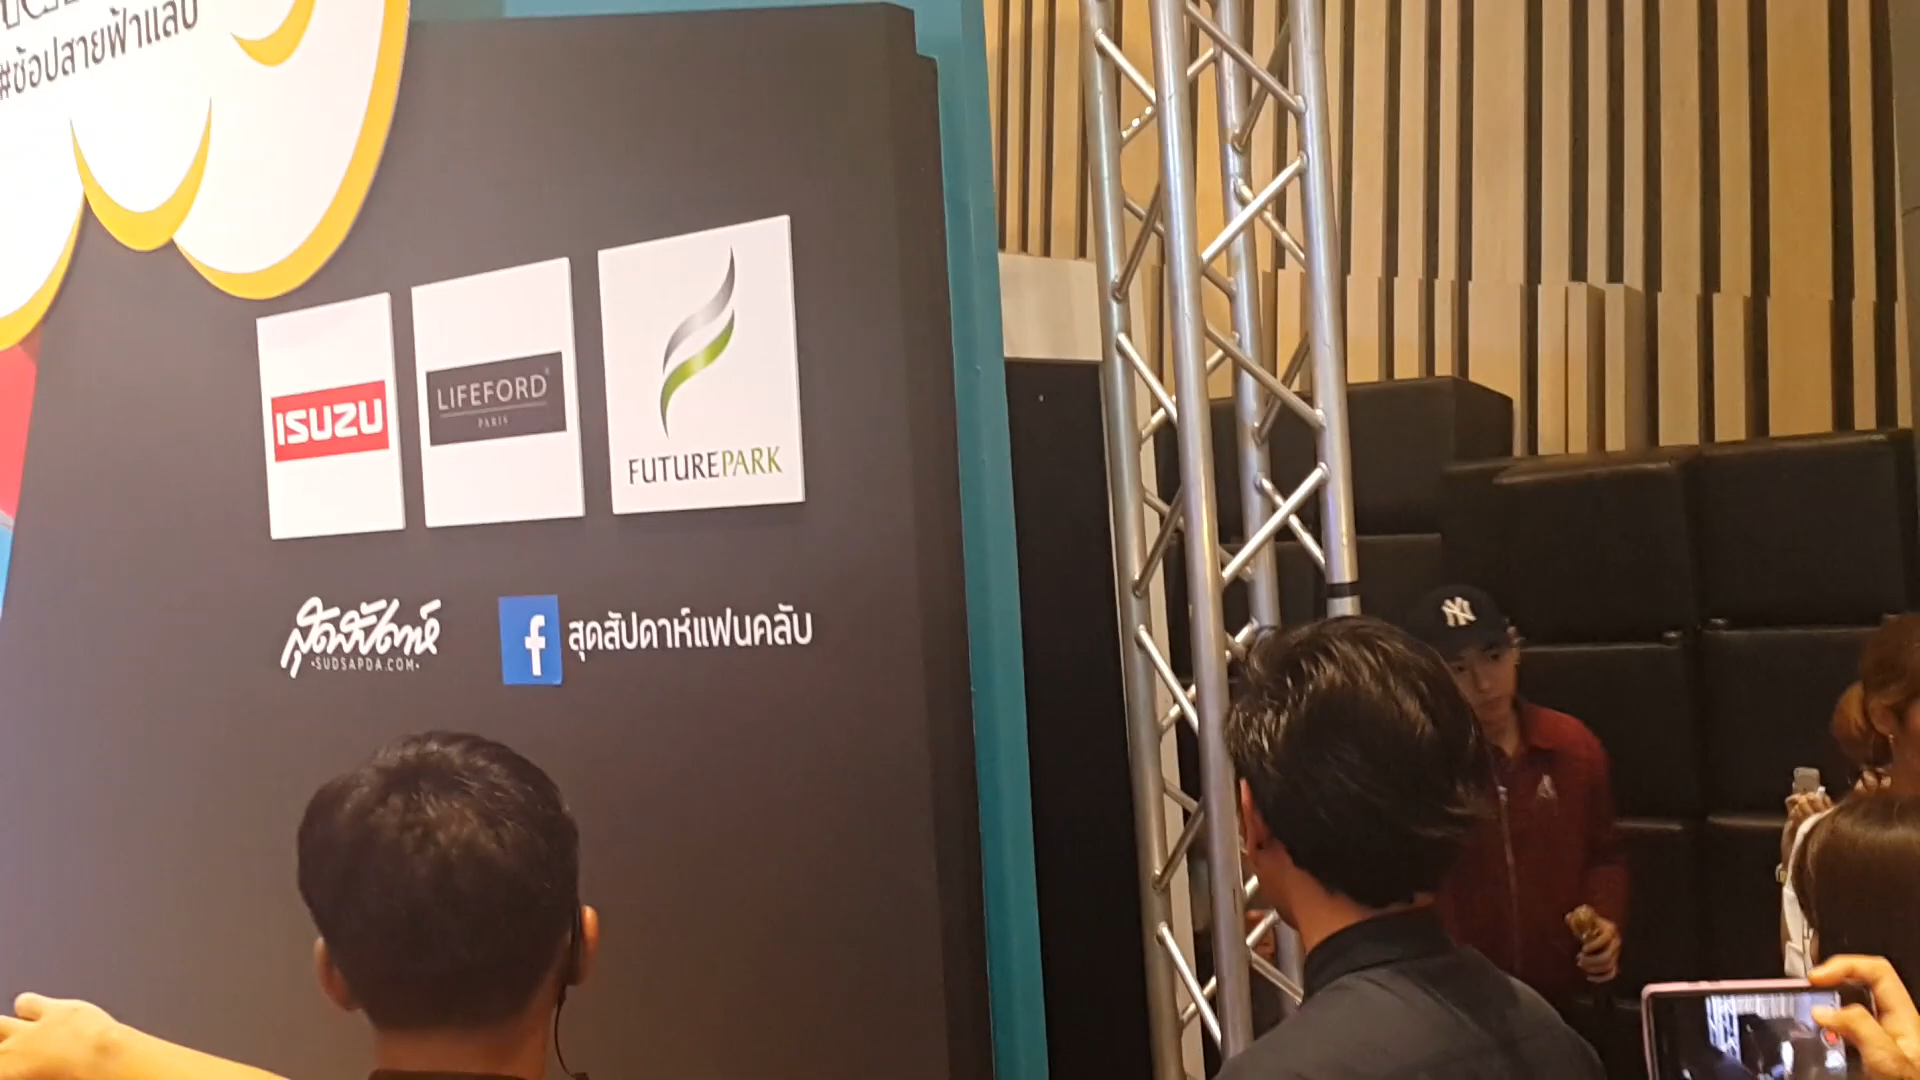 #ช้อปสายฟ้าแลบ
ISUZU
LIFEFORD®
PARIS
FUTUREPARK
สุดสัปดาห์
•SUDSAPDA.COM•
f สุดสัปดาห์แฟนคลับ
NY